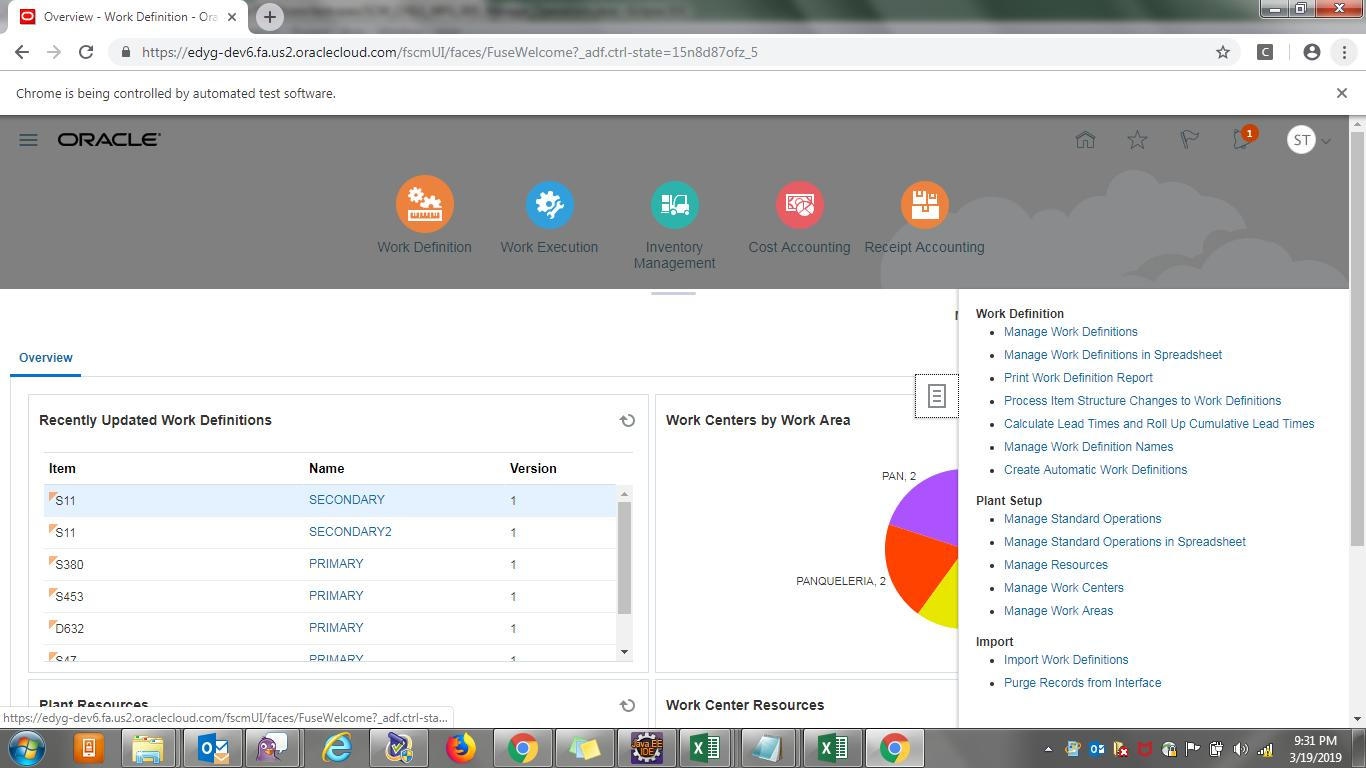 Overview - Work Definition - Ora
https://edyg-dev6.fa.us2.oraclecloud.com/fscmUI/faces/FuseWelcome?_adf.ctrl-state=15n8d87ofz_5
C
Chrome is being controlled by automated test software.
ORACLE
1
ST
Work Definition
Work Execution
Inventory
Management
Cost Accounting
Receipt Accounting
Overview
Recently Updated Work Definitions
Item Name Version
S11 SECONDARY 1
S11 SECONDARY2 1
S380 PRIMARY 1
S453 PRIMARY 1
D632 PRIMARY 1
S47 PRIMARY 1
Work Centers by Work Area
PAN, 2
PANQUELERIA, 2
Work Definition
Manage Work Definitions
Manage Work Definitions in Spreadsheet
Print Work Definition Report
Process Item Structure Changes to Work Definitions
Calculate Lead Times and Roll Up Cumulative Lead Times
Manage Work Definition Names
Create Automatic Work Definitions
Plant Setup
Manage Standard Operations
Manage Standard Operations in Spreadsheet
Manage Resources
Manage Work Centers
Manage Work Areas
Import
Import Work Definitions
Purge Records from Interface
Plant Resources
Work Center Resources
https://edyg-dev6.fa.us2.oraclecloud.com/fscmUI/faces/FuseWelcome?_adf.ctrl-sta...
Java EE
IDE
9:31 PM
3/19/2019